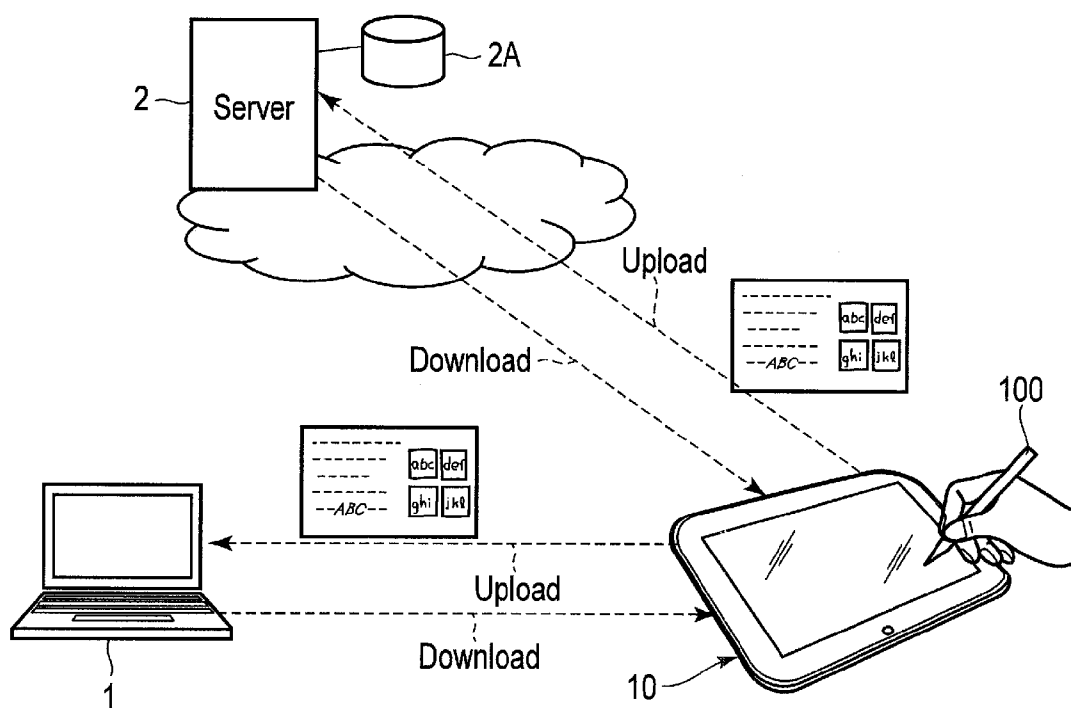 2
Server
2A
Upload
Download
abc def
ghi jkl
ABC
100
abc def
ghi jkl
ABC
Upload
Download
1
10